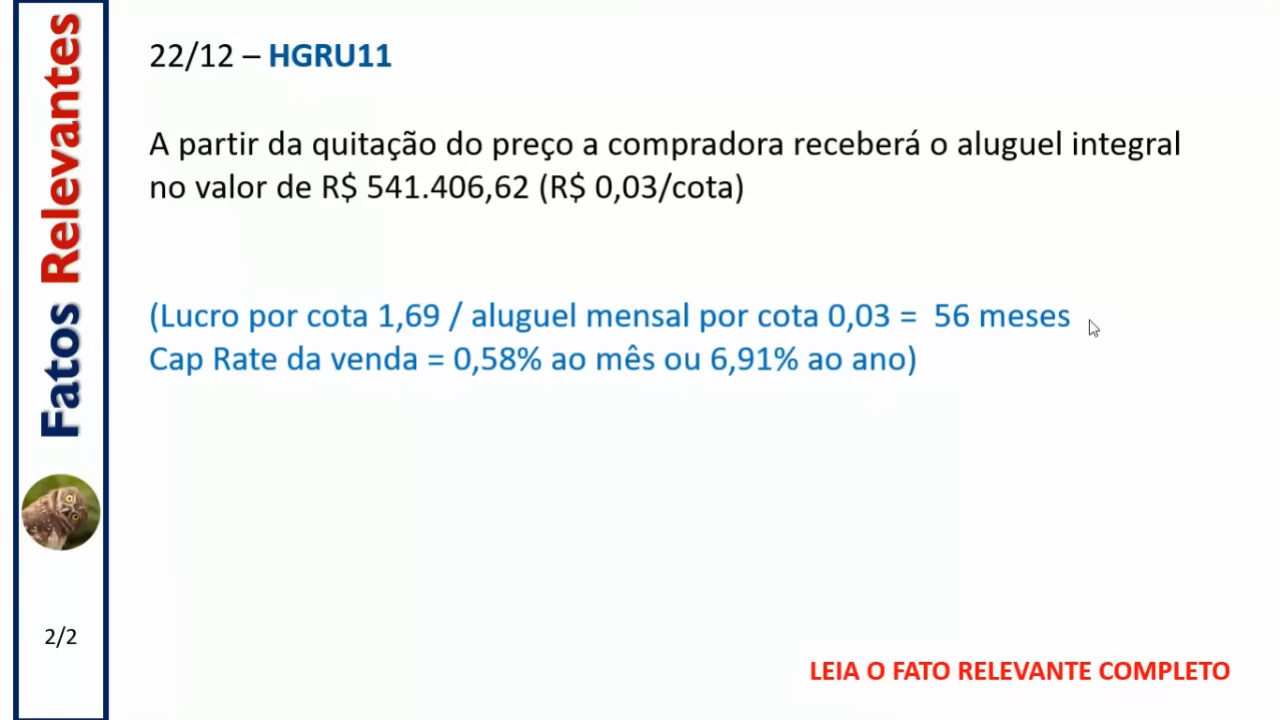 Fatos Relevantes
22/12 – HGRU11
A partir da quitação do preço a compradora receberá o aluguel integral
no valor de R$ 541.406,62 (R$ 0,03/cota)
(Lucro por cota 1,69 / aluguel mensal por cota 0,03 =  56 meses
Cap Rate da venda = 0,58% ao mês ou 6,91% ao ano)
2/2
LEIA O FATO RELEVANTE COMPLETO